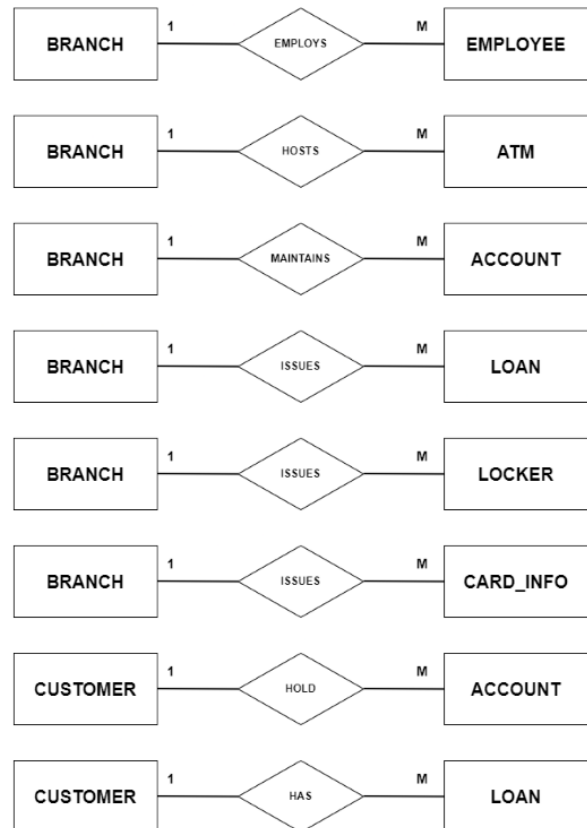 1 M
BRANCH EMPLOYS EMPLOYEE
1 M
BRANCH HOSTS ATM
1 M
BRANCH MAINTAINS ACCOUNT
1 M
BRANCH ISSUES LOAN
1 M
BRANCH ISSUES LOCKER
1 M
BRANCH ISSUES CARD_INFO
1 M
CUSTOMER HOLD ACCOUNT
1 M
CUSTOMER HAS LOAN